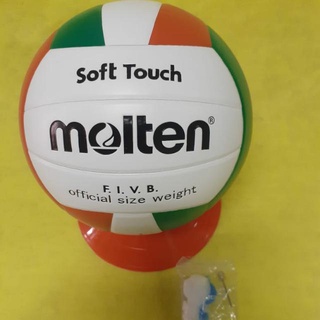 Soft Touch
molten®
F. I. V. B.
official size weight